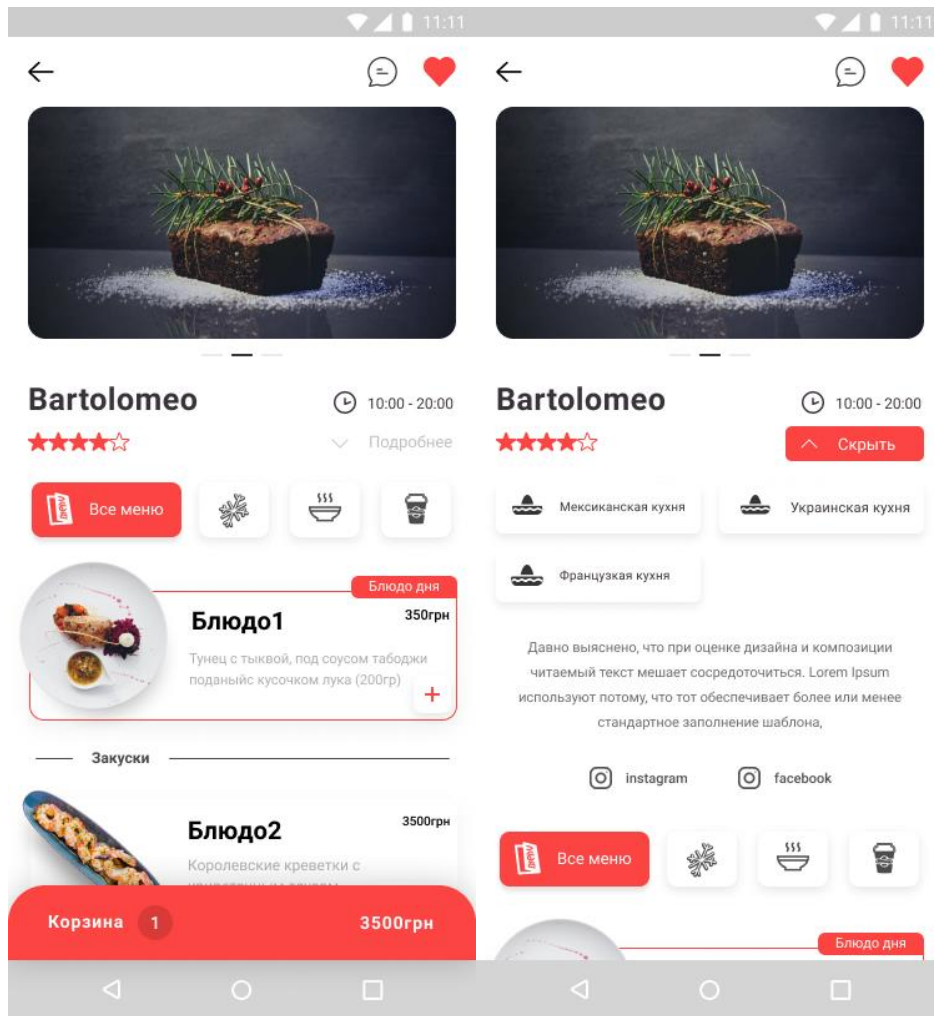 11:11
Bartolomeo
10:00 - 20:00
Подробнее
Все меню
Блюдо дня
Блюдо1
350грн
Тунец с тыквой, под соусом табоджи
поданыйс кусочком лука (200гр)
Закуски
Блюдо2
3500грн
Королевские креветки с
Корзина 1
3500грн
11:11
Bartolomeo
10:00 - 20:00
Скрыть
Мексиканская кухня
Украинская кухня
Французкая кухня
Давно выяснено, что при оценке дизайна и композиции
читаемый текст мешает сосредоточиться. Lorem Ipsum
используют потому, что тот обеспечивает более или менее
стандартное заполнение шаблона,
instagram
facebook
Все меню
Блюдо дня